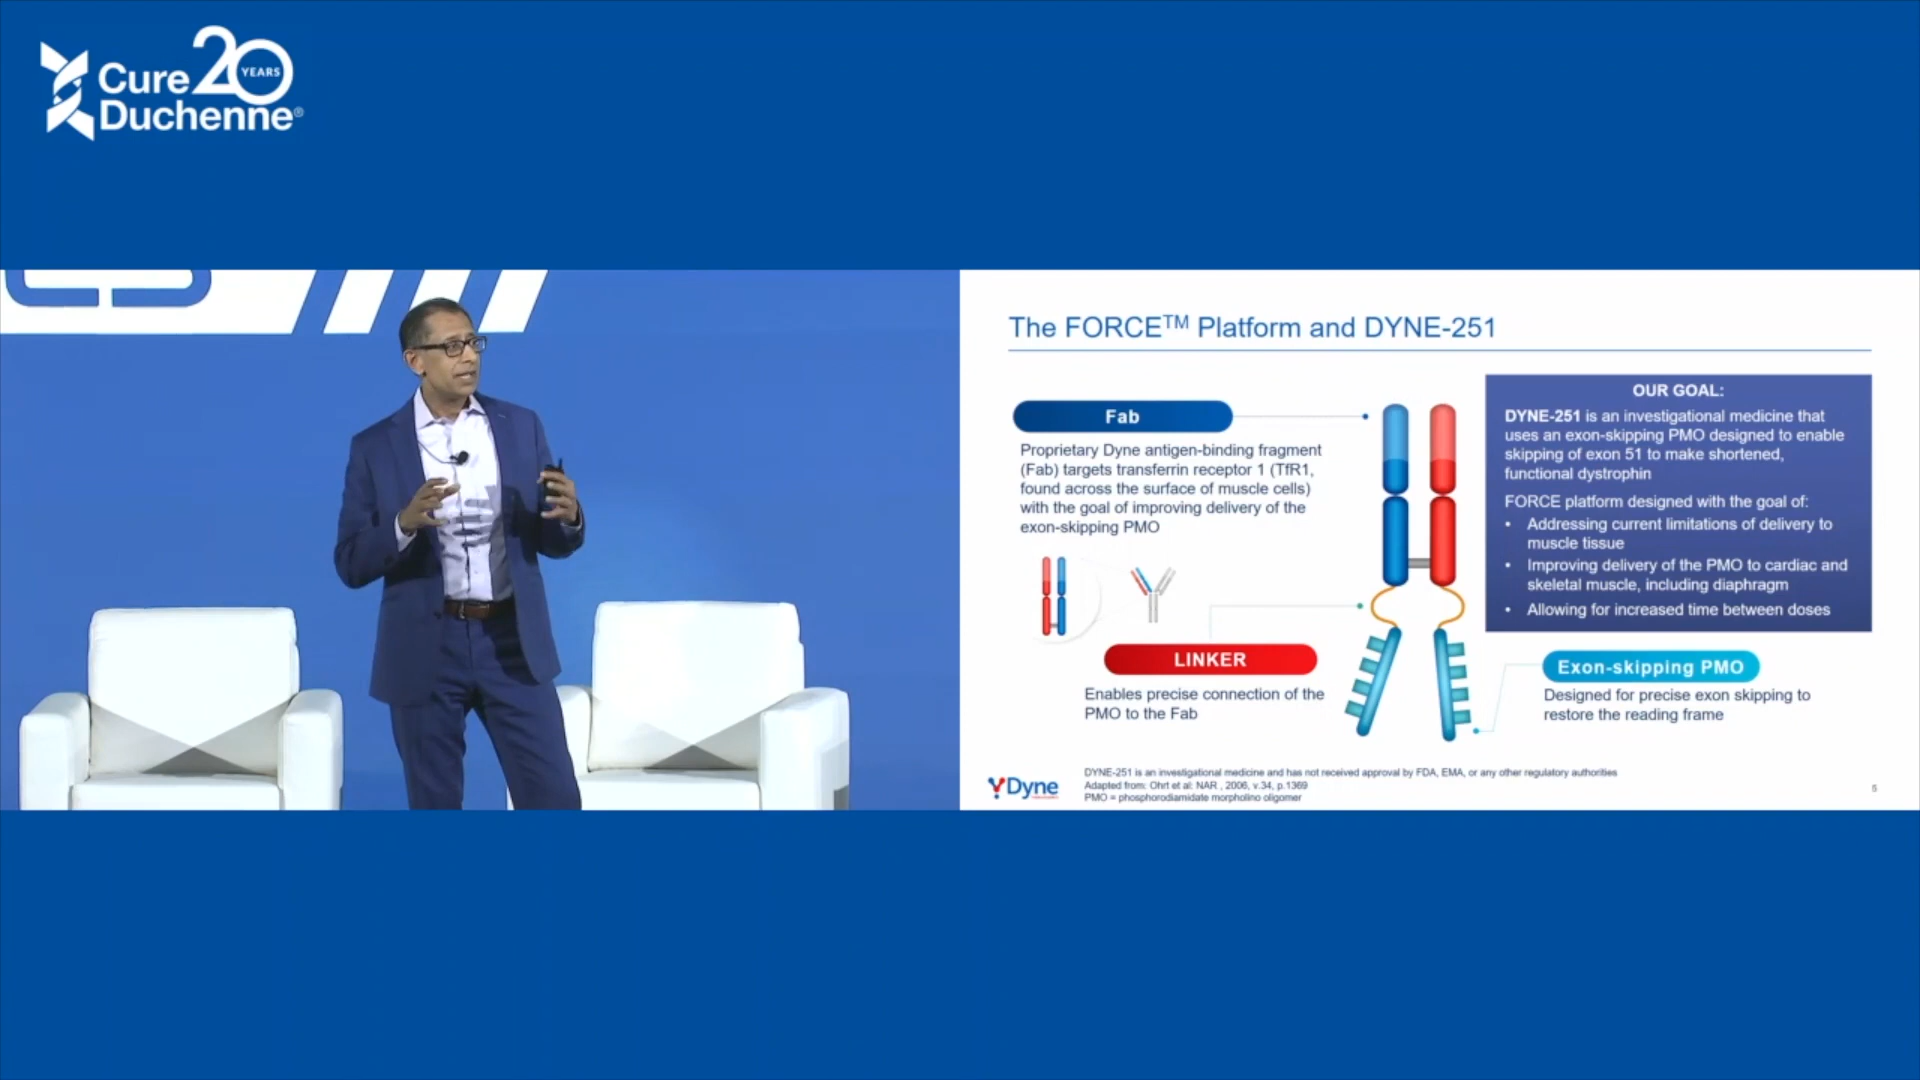 Cure 20 YEARS
Duchenne®
The FORCE™ Platform and DYNE-251
Fab
Proprietary Dyne antigen-binding fragment
(Fab) targets transferrin receptor 1 (TfR1,
found across the surface of muscle cells)
with the goal of improving delivery of the
exon-skipping PMO
LINKER
Enables precise connection of the
PMO to the Fab
OUR GOAL:
DYNE-251 is an investigational medicine that
uses an exon-skipping PMO designed to enable
skipping of exon 51 to make shortened,
functional dystrophin
FORCE platform designed with the goal of:
• Addressing current limitations of delivery to
muscle tissue
• Improving delivery of the PMO to cardiac and
skeletal muscle, including diaphragm
• Allowing for increased time between doses
Exon-skipping PMO
Designed for precise exon skipping to
restore the reading frame
Dyne
DYNE-251 is an investigational medicine and has not received approval by FDA, EMA, or any other regulatory authorities
Adapted from: Ohrt et al: NAR , 2006, v.34, p.1369
PMO = phosphorodiamidate morpholino oligomer
5